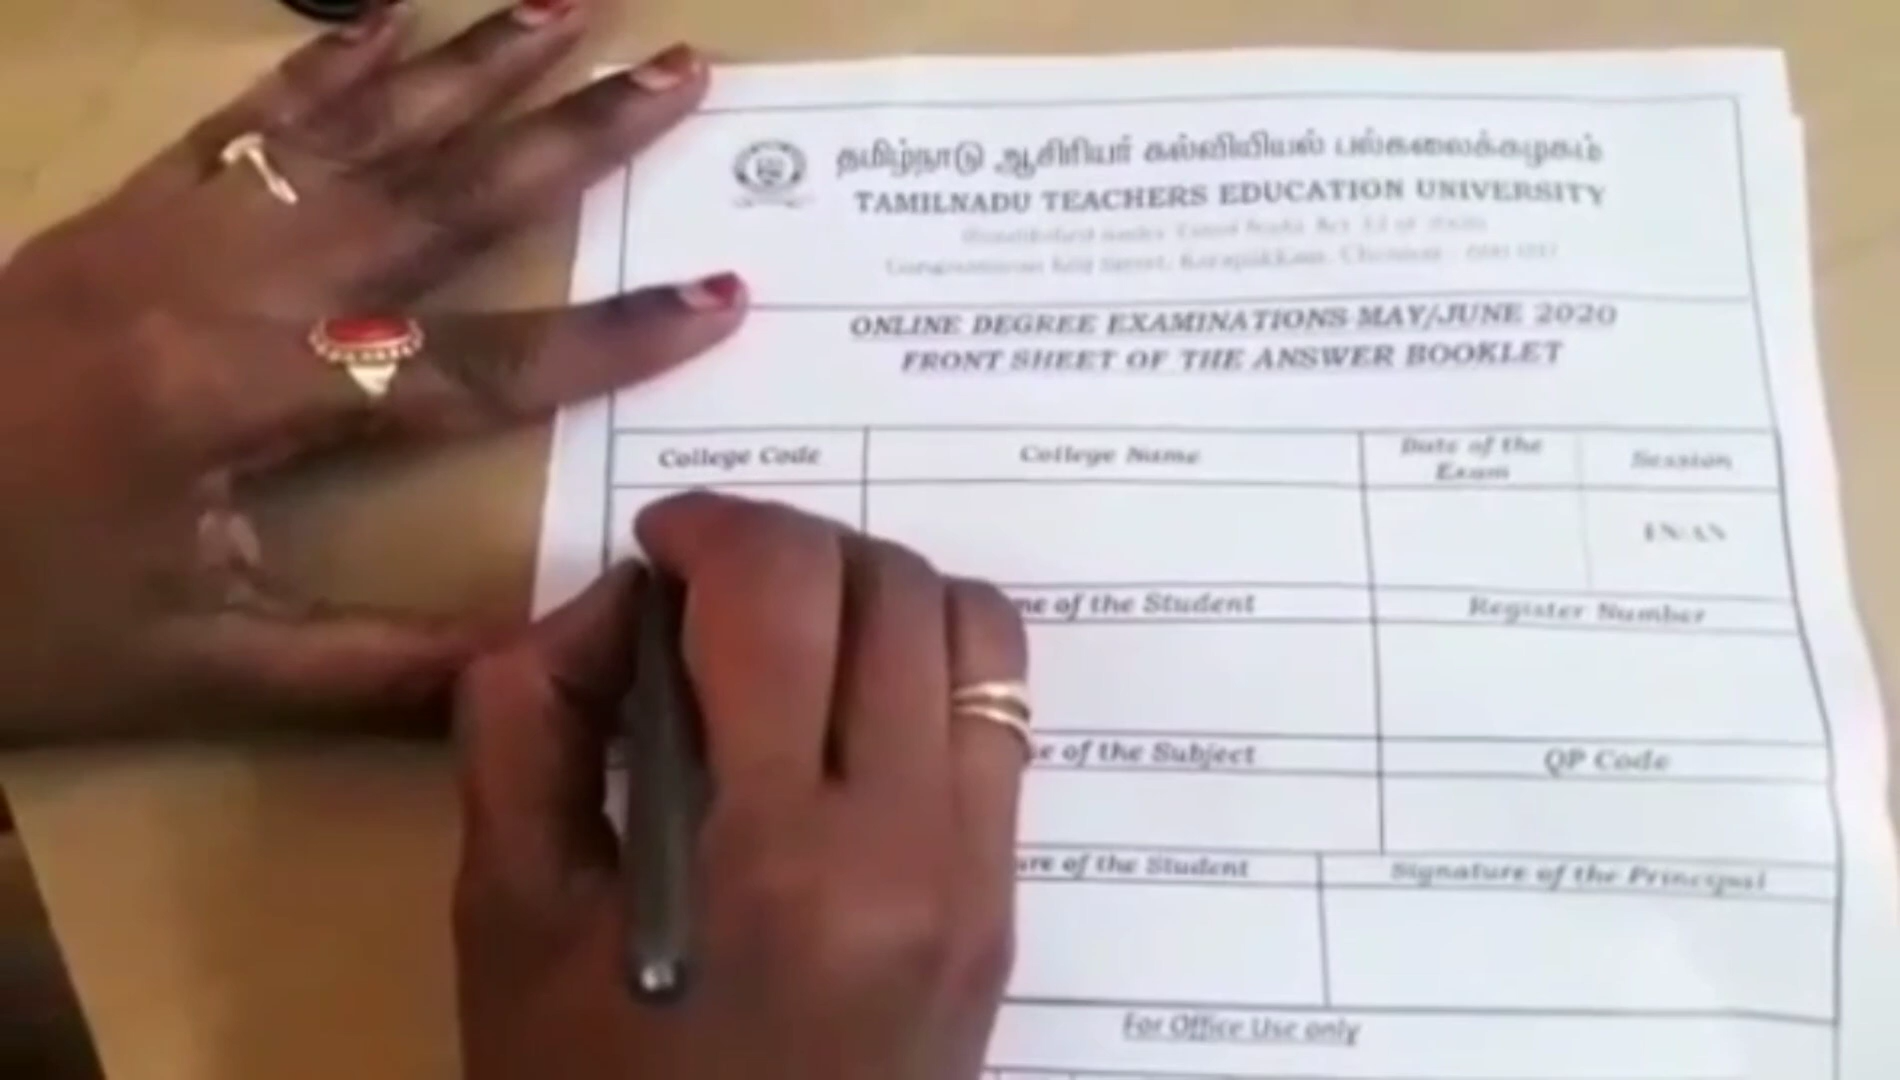 தமிழ்நாடு ஆசிரியர் கல்வியியல் பல்கலைக்கழகம்
TAMILNADU TEACHERS EDUCATION UNIVERSITY
ONLINE DEGREE EXAMINATIONS MAY/JUNE 2020
FRONT SHEET OF THE ANSWER BOOKLET
College Code College Name Date of the Exam Session
FN/AN
of the Student Register Number
of the Subject QP Code
of the Student Signature of the Principal
For Office Use only